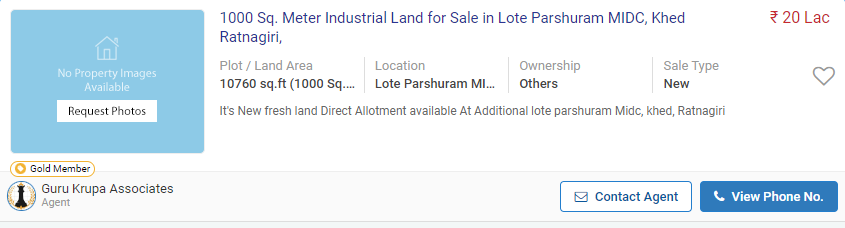 1000 Sq. Meter Industrial Land for Sale in Lote Parshuram MIDC, Khed
Ratnagiri,
₹ 20 Lac
No Property Images
Available
Request Photos
Plot / Land Area
10760 sq.ft (1000 Sq....
Location
Lote Parshuram MI...
Ownership
Others
Sale Type
New
It's New fresh land Direct Allotment available At Additional lote parshuram Midc, khed, Ratnagiri
Gold Member
Guru Krupa Associates
Agent
Contact Agent
View Phone No.